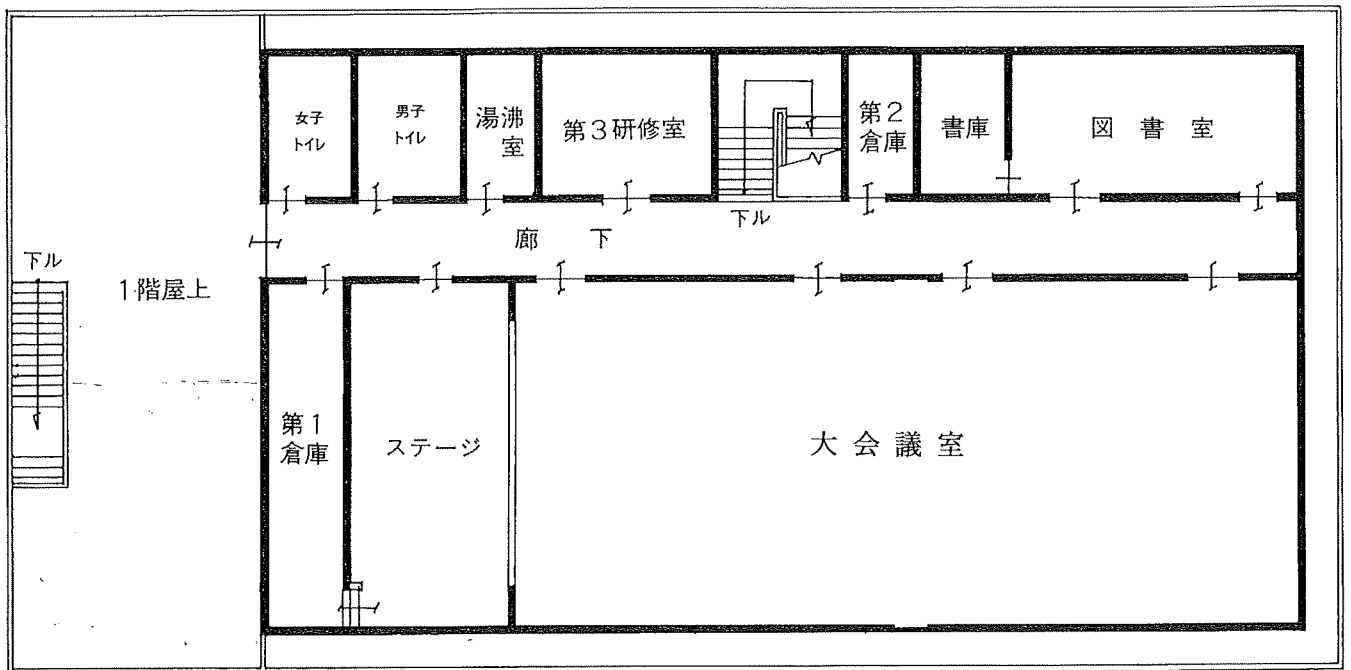 女子
トイレ
男子
トイレ
湯沸
室
第3研修室
第2
倉庫
書庫
図書室
下ル
廊下
下ル
1階屋上
第1
倉庫
ステージ
大会議室